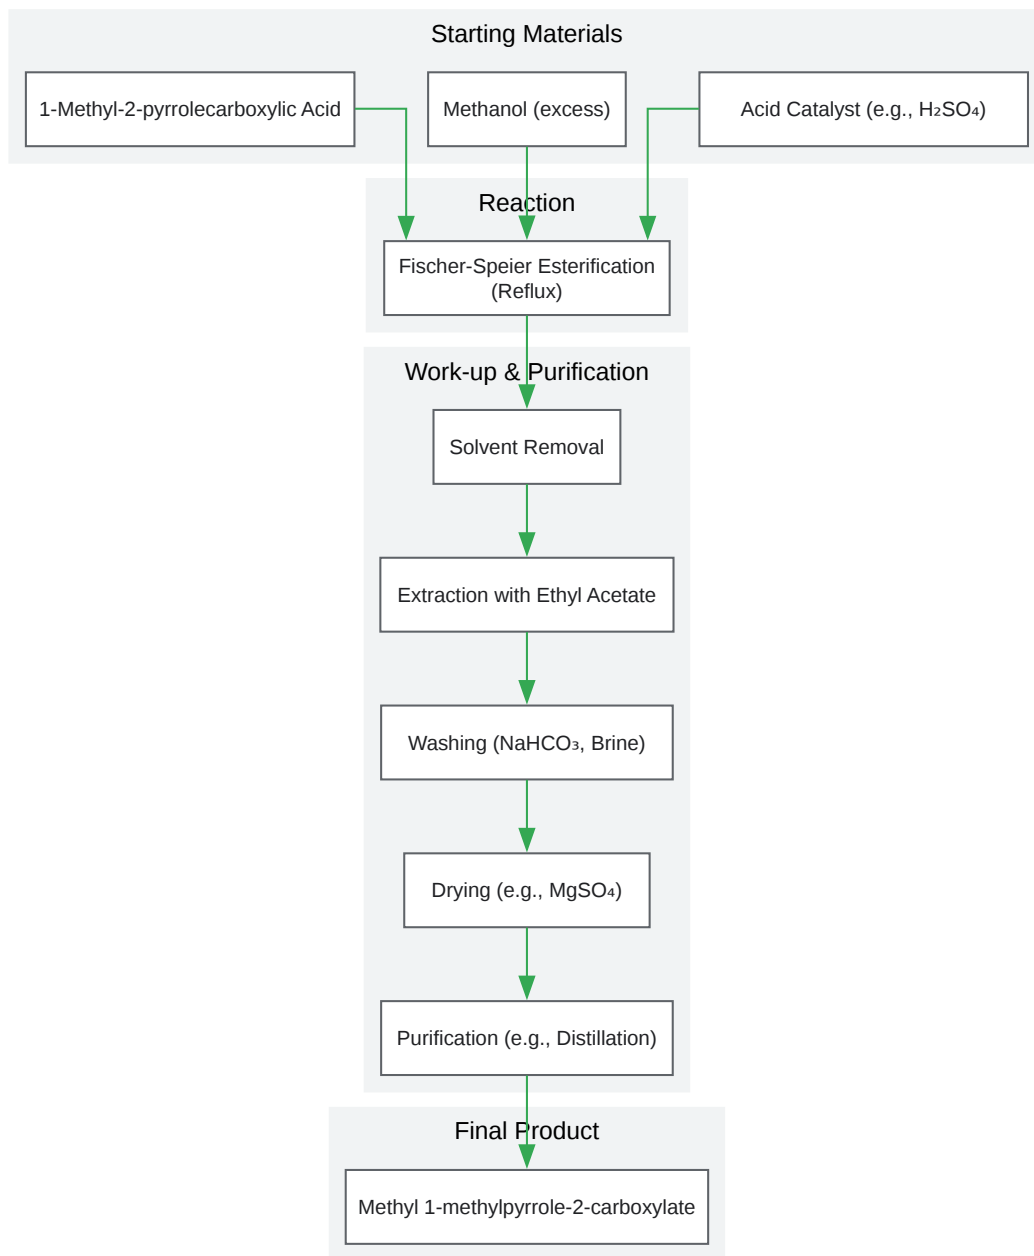 Starting Materials
1-Methyl-2-pyrrolecarboxylic Acid
Methanol (excess)
Acid Catalyst (e.g., H₂SO₄)
Reaction
Fischer-Speier Esterification
(Reflux)
Work-up & Purification
Solvent Removal
Extraction with Ethyl Acetate
Washing (NaHCO₃, Brine)
Drying (e.g., MgSO₄)
Purification (e.g., Distillation)
Final Product
Methyl 1-methylpyrrole-2-carboxylate